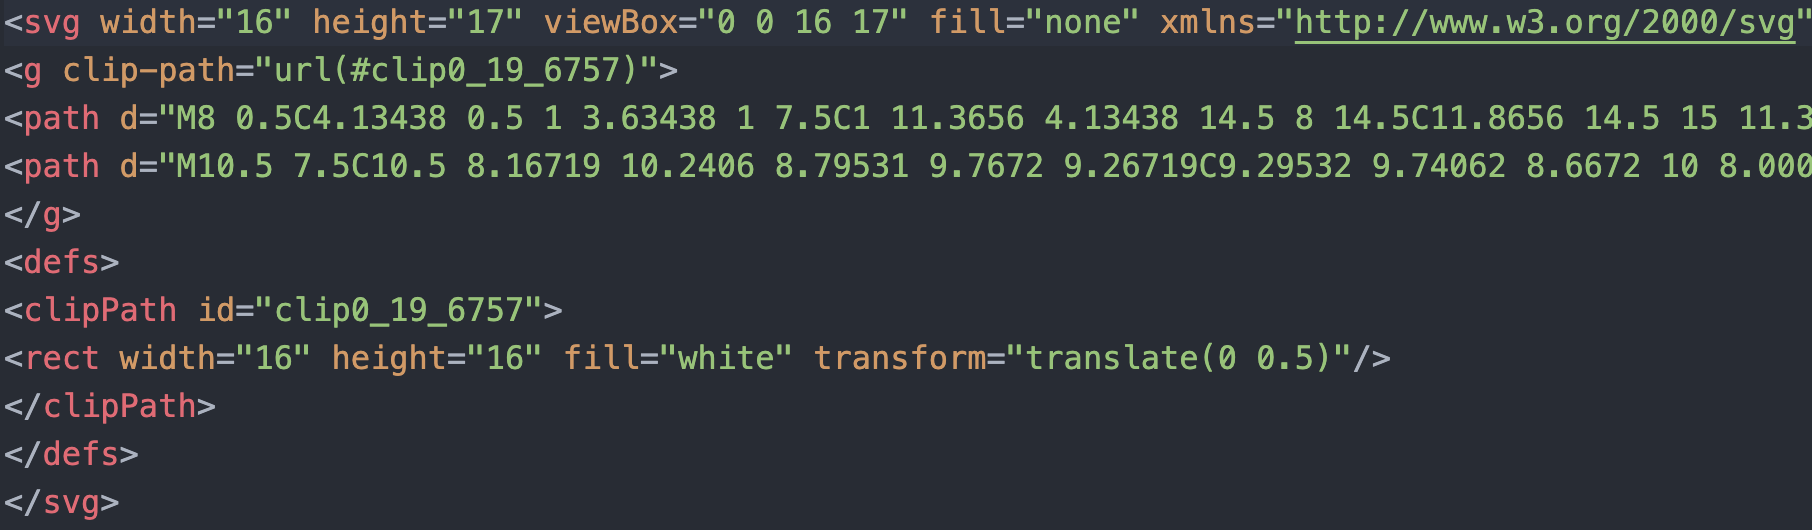 <svg width="16" height="17" viewBox="0 0 16 17" fill="none" xmlns="http://www.w3.org/2000/svg"
<g clip-path="url(#clip0_19_6757)">
<path d="M8 0.5C4.13438 0.5 1 3.63438 1 7.5C1 11.3656 4.13438 14.5 8 14.5C11.8656 14.5 15 11.3
<path d="M10.5 7.5C10.5 8.16719 10.2406 8.79531 9.7672 9.26719C9.29532 9.74062 8.6672 10 8.000
</g>
<defs>
<clipPath id="clip0_19_6757">
<rect width="16" height="16" fill="white" transform="translate(0 0.5)"/>
</clipPath>
</defs>
</svg>